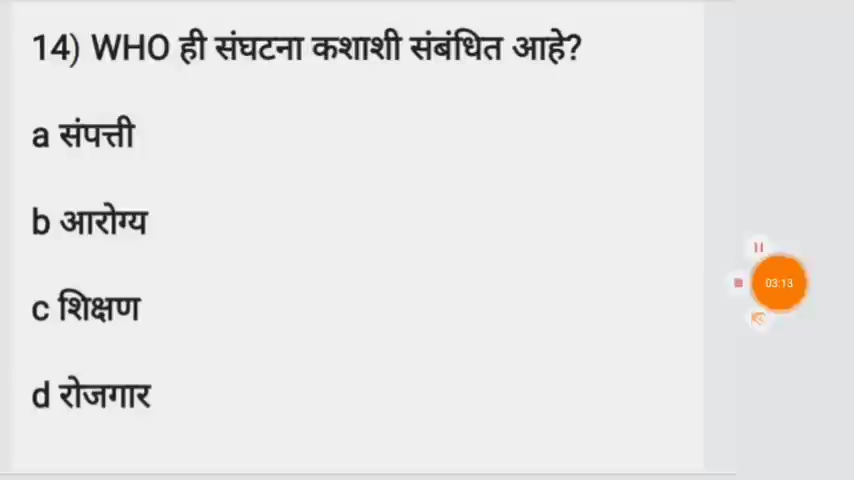 14) WHO ही संघटना कशाशी संबंधित आहे?
a संपत्ती
b आरोग्य
c शिक्षण
d रोजगार
03:13